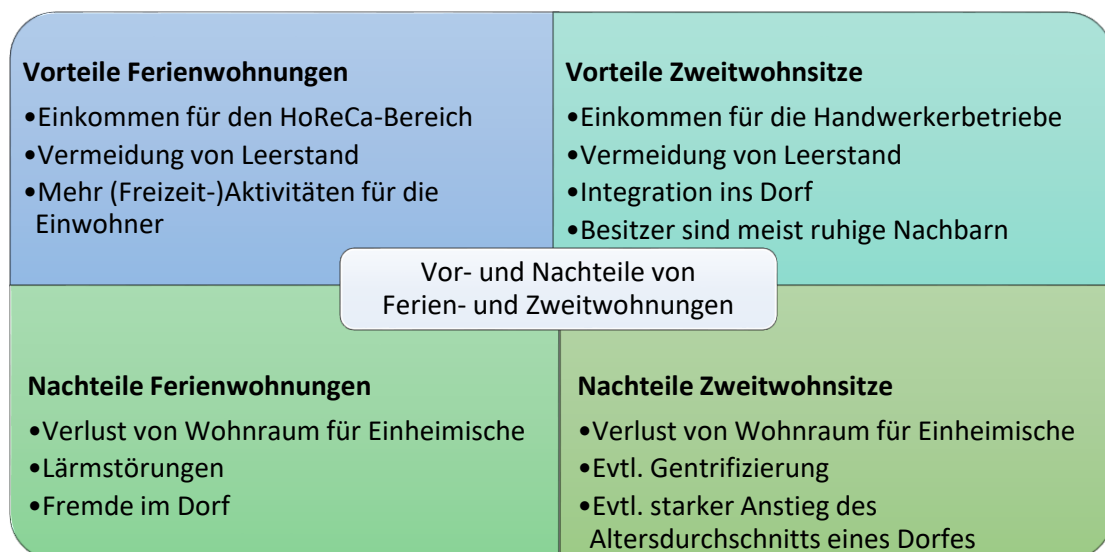 Vorteile Ferienwohnungen
•Einkommen für den HoReCa-Bereich
•Vermeidung von Leerstand
•Mehr (Freizeit-)Aktivitäten für die
Einwohner
Vorteile Zweitwohnsitze
•Einkommen für die Handwerkerbetriebe
•Vermeidung von Leerstand
•Integration ins Dorf
•Besitzer sind meist ruhige Nachbarn
Vor- und Nachteile von
Ferien- und Zweitwohnungen
Nachteile Ferienwohnungen
•Verlust von Wohnraum für Einheimische
•Lärmstörungen
•Fremde im Dorf
Nachteile Zweitwohnsitze
•Verlust von Wohnraum für Einheimische
•Evtl. Gentrifizierung
•Evtl. starker Anstieg des
Altersdurchschnitts eines Dorfes